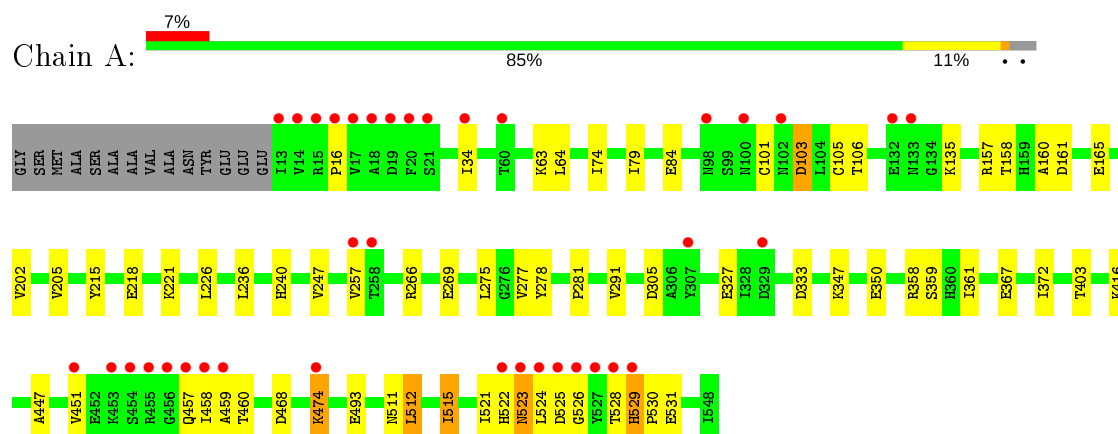 7%
Chain A:
85% 11% • •
GLY SER MET ALA SER ALA ALA VAL ALA ASN TYR GLU GLU GLU I13 V14 R15 P16 V17 A18 D19 F20 S21 I34 T60 K63 L64 I74 I79 E84 N98 S99 N100 C101 N102 D103 L104 C105 T106 E132 N133 G134 K135 R157 T158 H159 A160 D161 E165
V202 V205 Y215 E218 K221 L226 L236 H240 V247 V257 T258 R266 E269 L275 G276 V277 Y278 P281 V291 D305 A306 Y307 E327 I328 D329 D333 K347 E350 R358 S359 H360 I361 E367 I372 T403 K416
A447 V451 E452 K453 S454 R455 G456 Q457 I458 A459 T460 D468 K474 E493 N511 L512 I515 I521 H522 N523 L524 D525 G526 Y527 T528 H529 P530 E531 I548